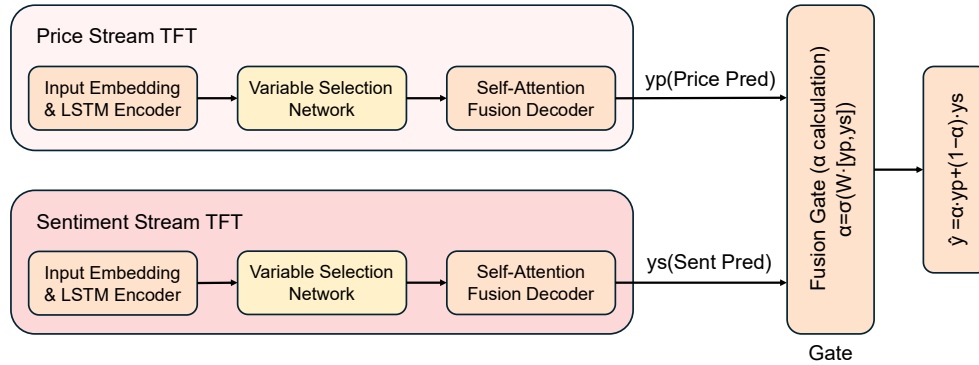 Price Stream TFT
Input Embedding
& LSTM Encoder
Variable Selection
Network
Self-Attention
Fusion Decoder
yp(Price Pred)
Sentiment Stream TFT
Input Embedding
& LSTM Encoder
Variable Selection
Network
Self-Attention
Fusion Decoder
ys(Sent Pred)
Fusion Gate (α calculation)
α=σ(W·[yp,ys])
Gate
ŷ =α·yp+(1−α)·ys